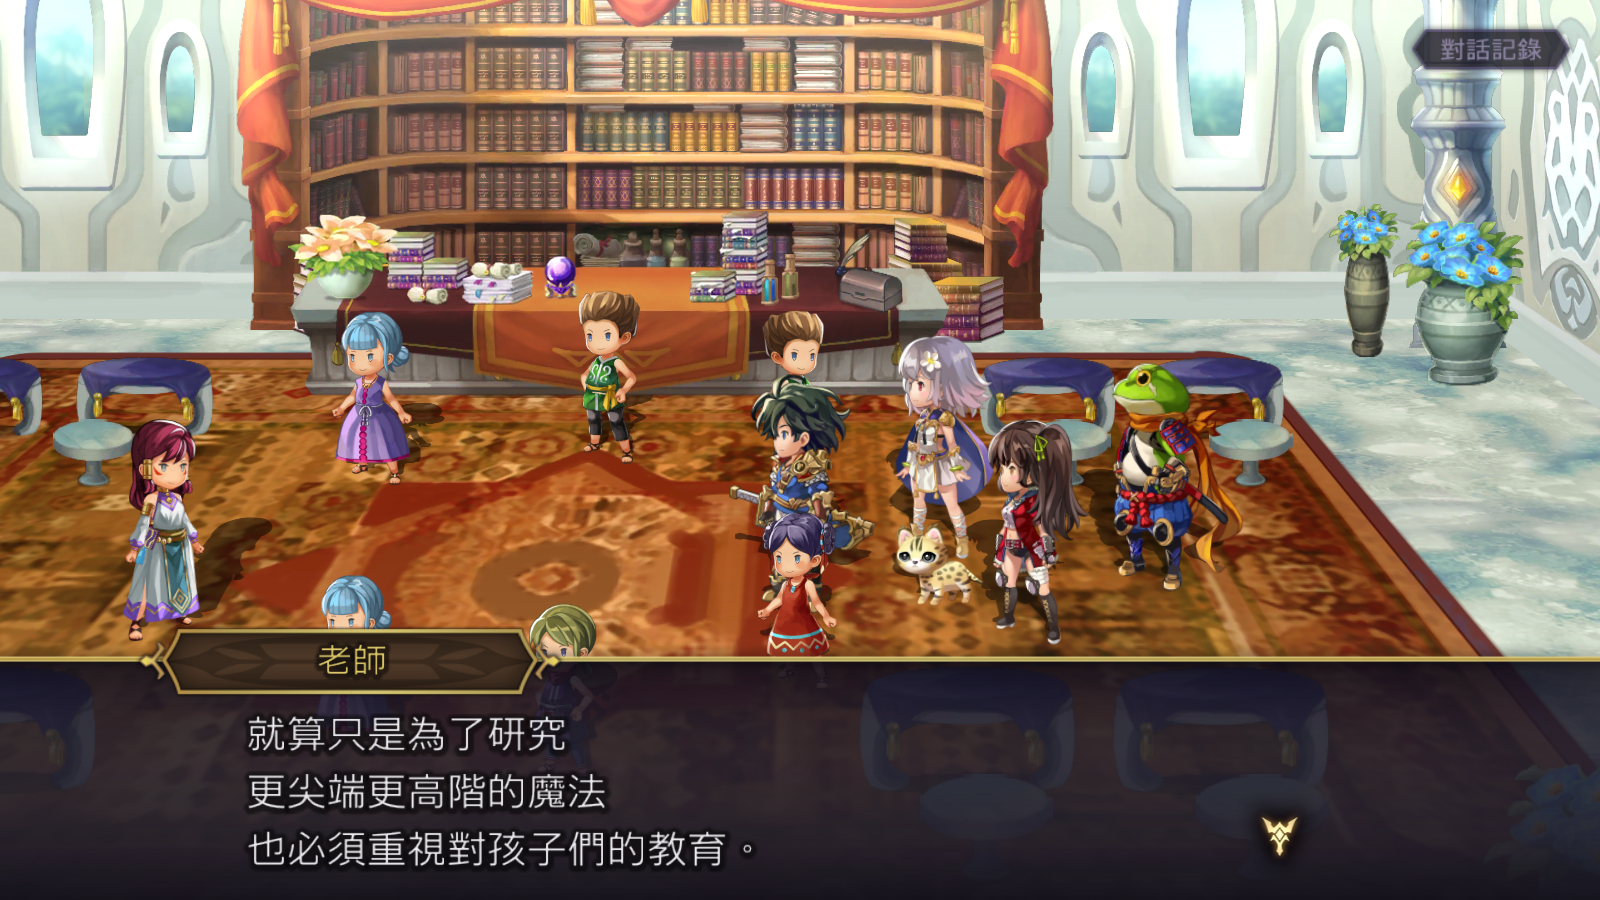 對話記錄
老師
就算只是為了研究
更尖端更高階的魔法
也必須重視對孩子們的教育。